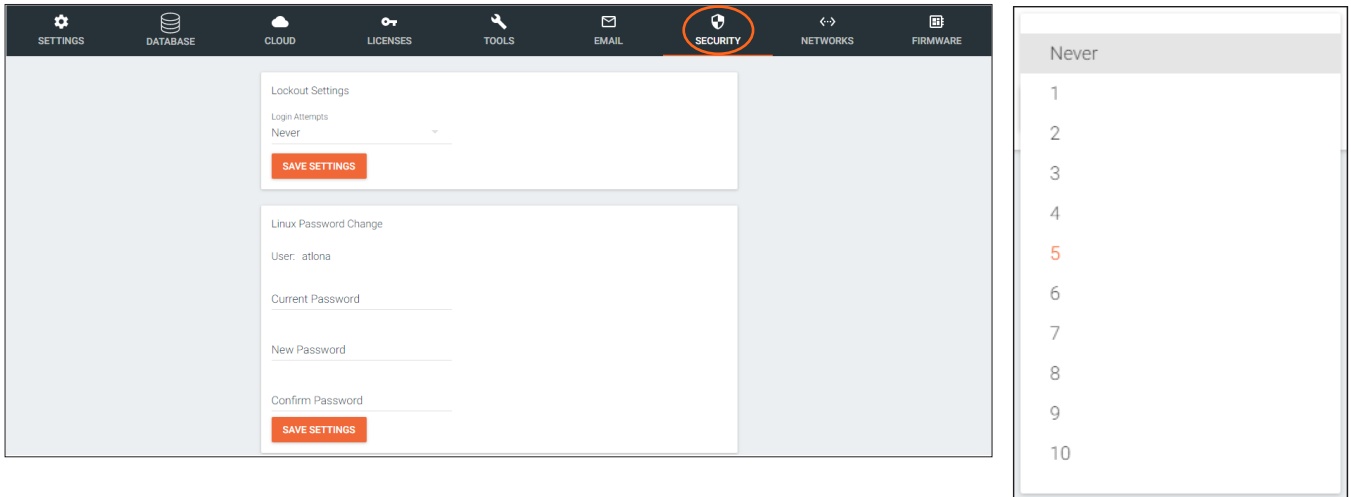 SETTINGS DATABASE CLOUD LICENSES TOOLS EMAIL SECURITY NETWORKS FIRMWARE
Lockout Settings
Login Attempts
Never
SAVE SETTINGS
Linux Password Change
User: atlona
Current Password
New Password
Confirm Password
SAVE SETTINGS
Never
1
2
3
4
5
6
7
8
9
10